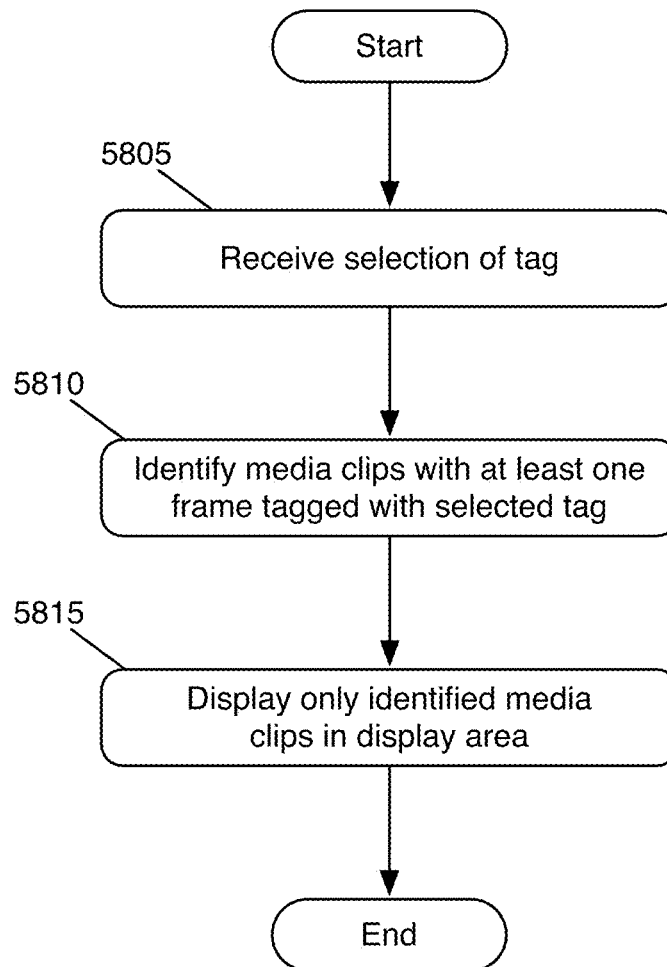 Start
5805
Receive selection of tag
5810
Identify media clips with at least one
frame tagged with selected tag
5815
Display only identified media
clips in display area
End